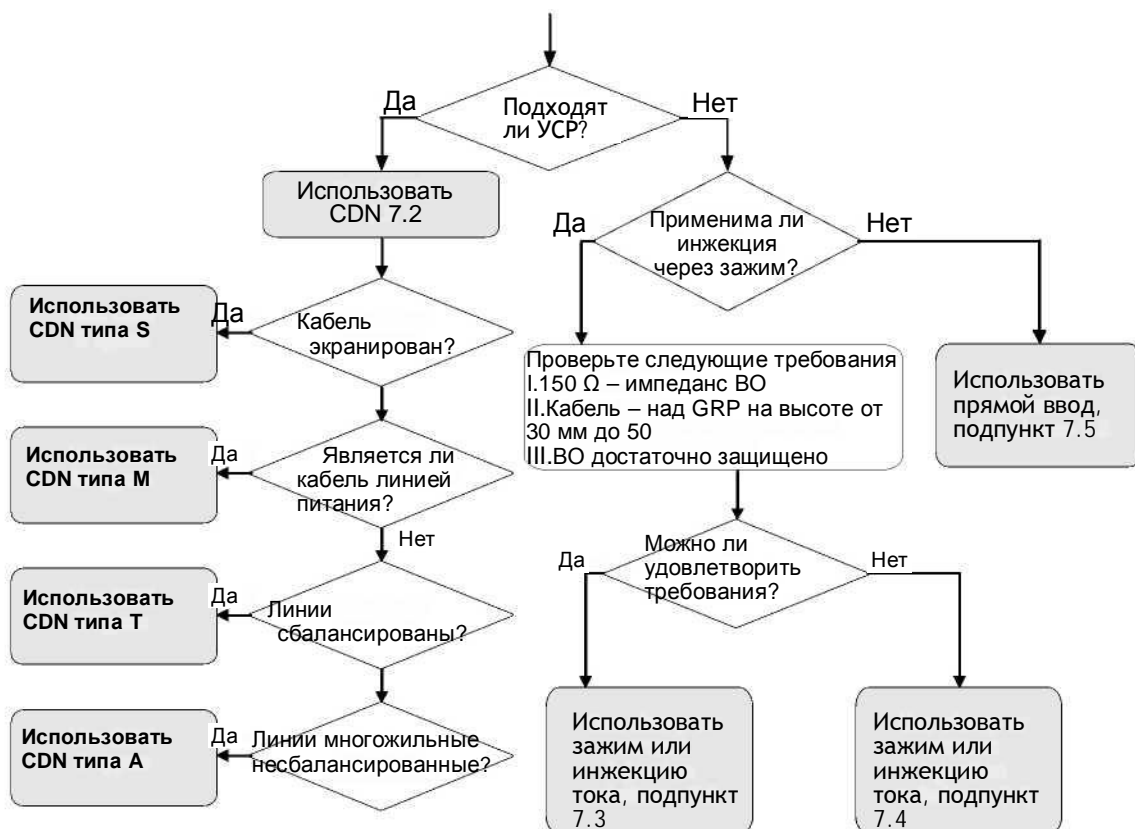 Подходят
ли УСР?
Да
Нет
Использовать
CDN 7.2
Применима ли
инжекция
через зажим?
Да
Нет
Использовать
CDN типа S
Да
Кабель
экранирован?
Проверьте следующие требования
I.150 Ω – импеданс ВО
II.Кабель – над GRP на высоте от
30 мм до 50
III.ВО достаточно защищено
Использовать
прямой ввод,
подпункт 7.5
Использовать
CDN типа M
Да
Является ли
кабель линией
питания?
Нет
Можно ли
удовлетворить
требования?
Да
Нет
Использовать
CDN типа T
Да
Линии
сбалансированы?
Использовать
CDN типа A
Да
Линии многожильные
несбалансированные?
Использовать
зажим или
инжекцию
тока, подпункт
7.3
Использовать
зажим или
инжекцию
тока, подпункт
7.4